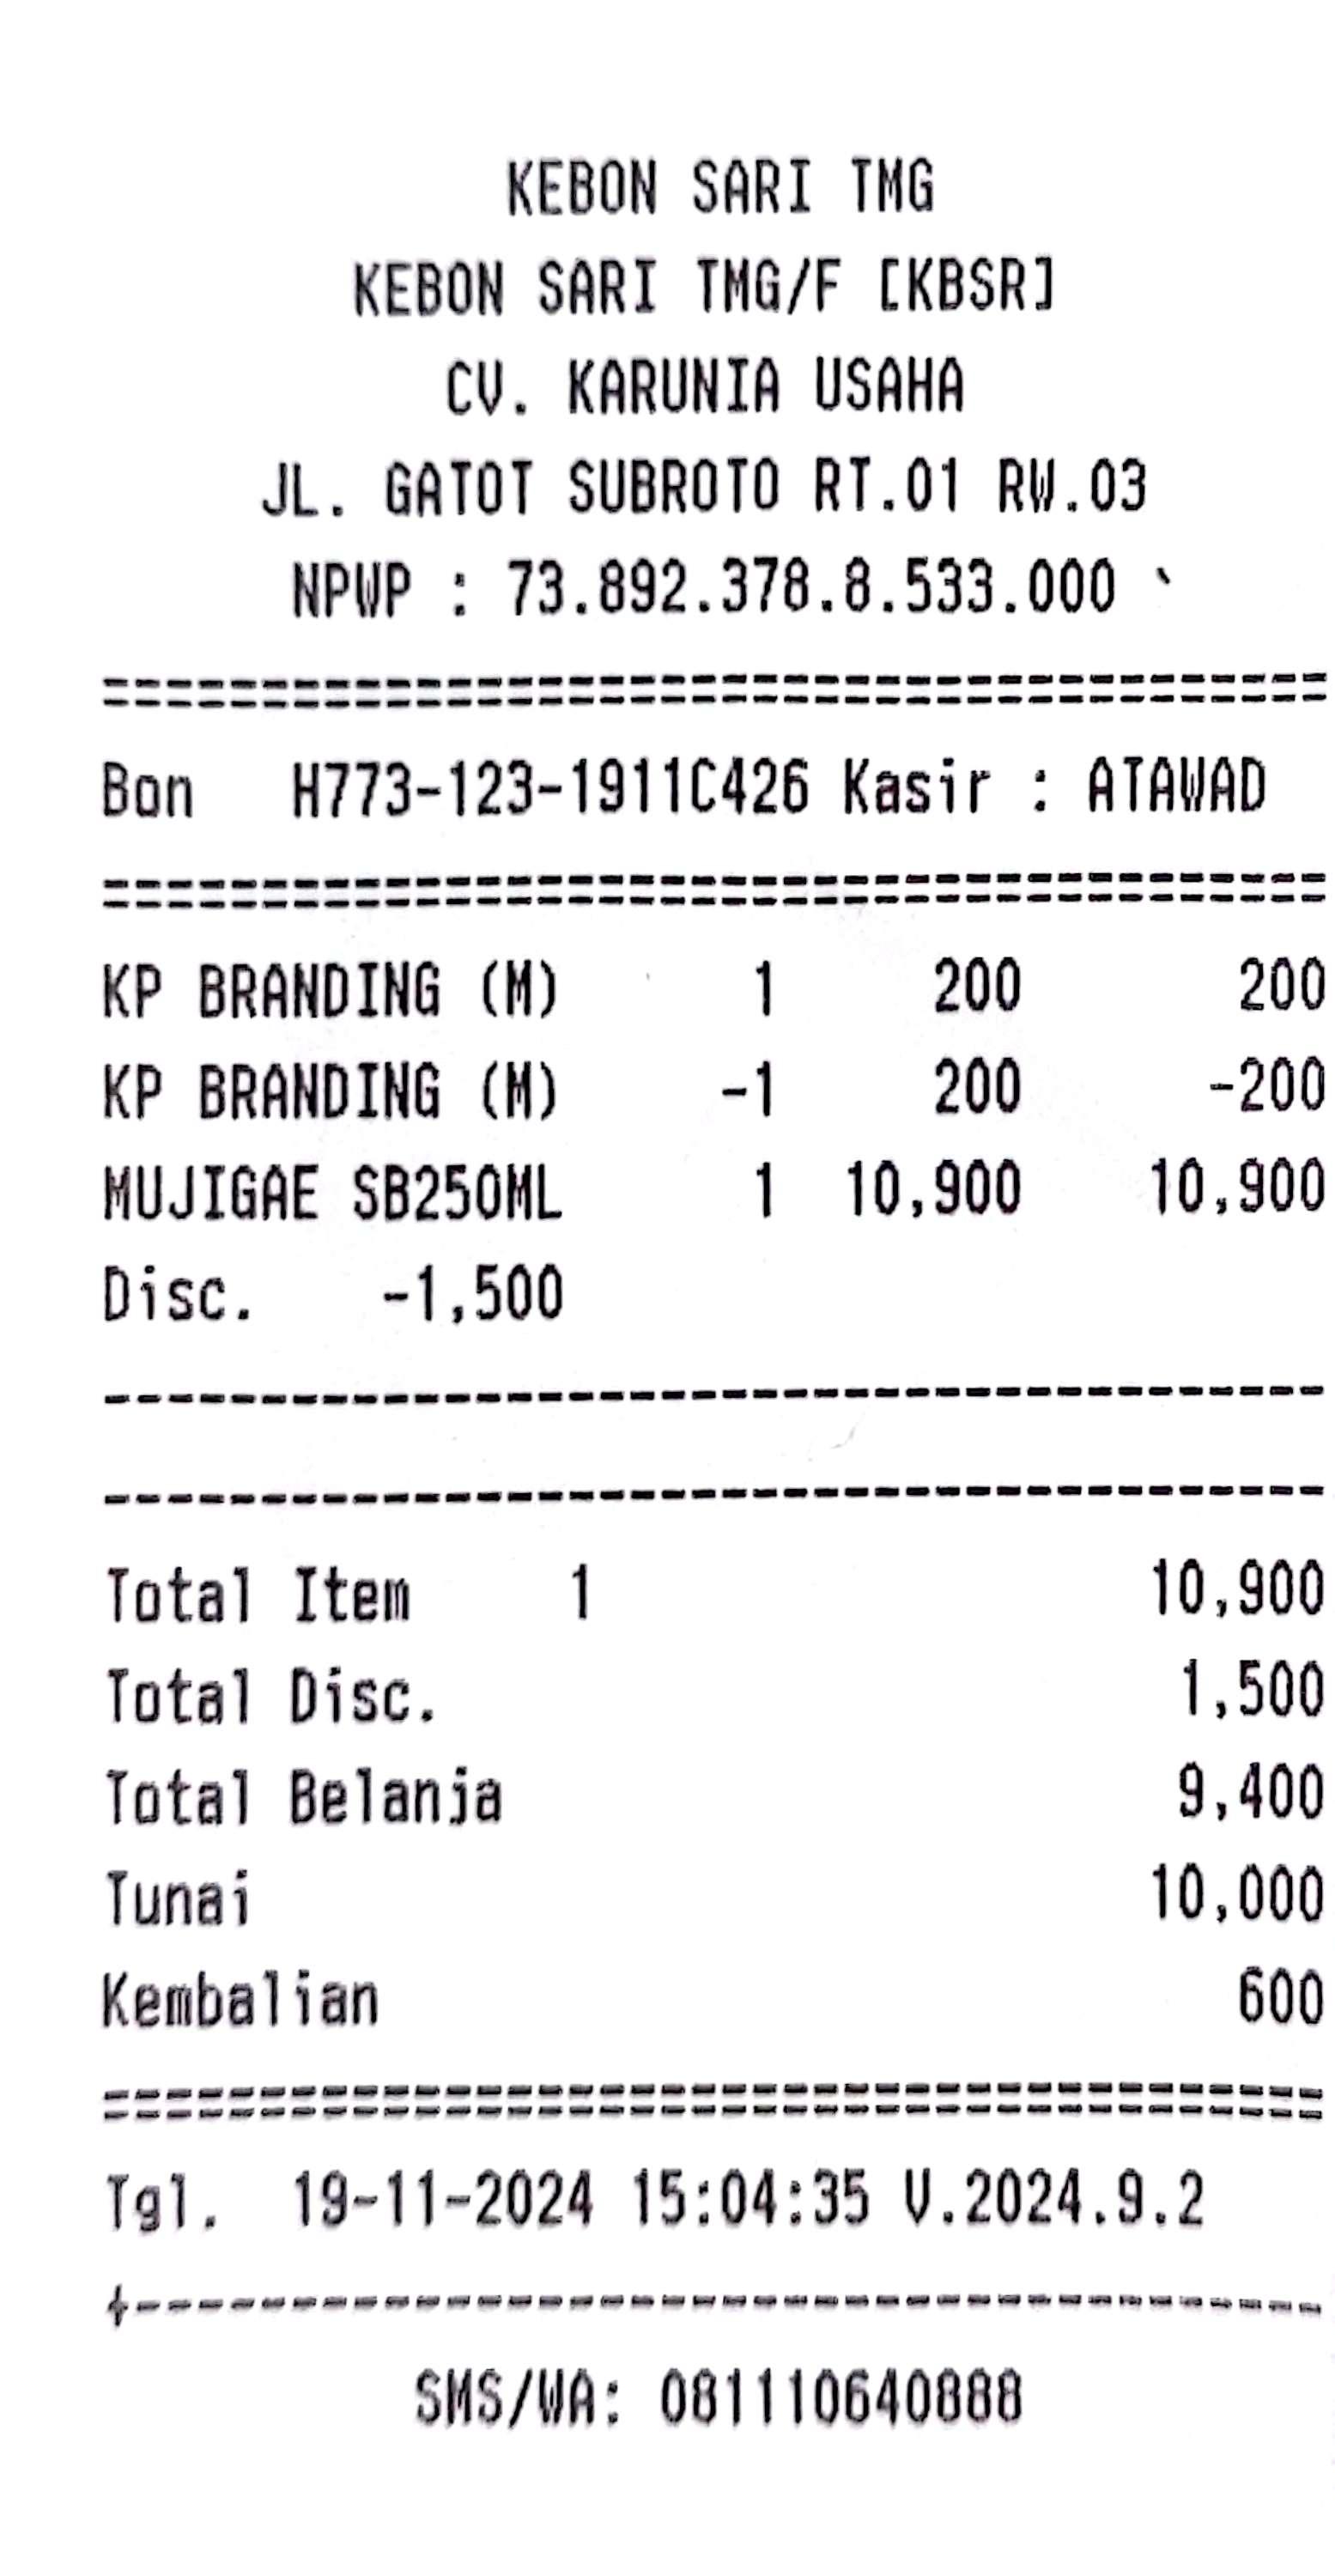 KEBON SARI TMG
KEBON SARI TMG/F [KBSR]
CV. KARUNIA USAHA
JL. GATOT SUBROTO RT.01 RW.03
NPWP : 73.892.378.8.533.000 `
========================================
Bon H773-123-1911C426 Kasir : ATAWAD
========================================
KP BRANDING (M) 1 200 200
KP BRANDING (M) -1 200 -200
MUJIGAE SB250ML 1 10,900 10,900
Disc. -1,500
----------------------------------------
----------------------------------------
Total Item 1 10,900
Total Disc. 1,500
Total Belanja 9,400
Tunai 10,000
Kembalian 600
========================================
Tgl. 19-11-2024 15:04:35 V.2024.9.2
+---------------------------------------
SMS/WA: 081110640888